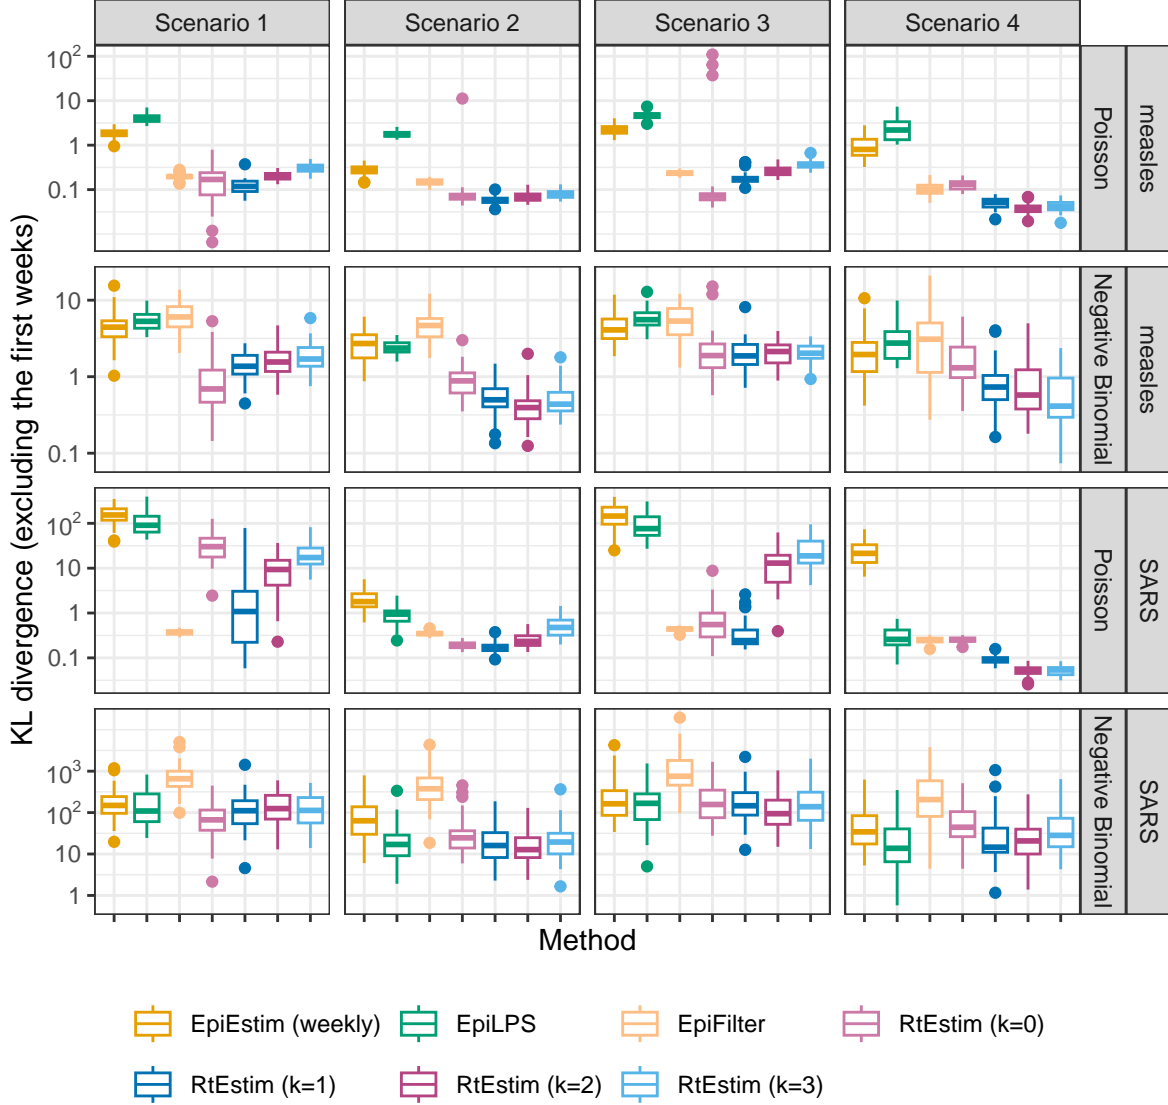 Scenario 1
Scenario 2
Scenario 3
Scenario 4
KL divergence (excluding the first weeks)
10²
10
1
0.1
Poisson
measles
10
1
0.1
Negative Binomial
measles
10²
10
1
0.1
Poisson
SARS
10³
10²
10
1
Negative Binomial
SARS
Method
EpiEstim (weekly)
EpiLPS
EpiFilter
RtEstim (k=0)
RtEstim (k=1)
RtEstim (k=2)
RtEstim (k=3)